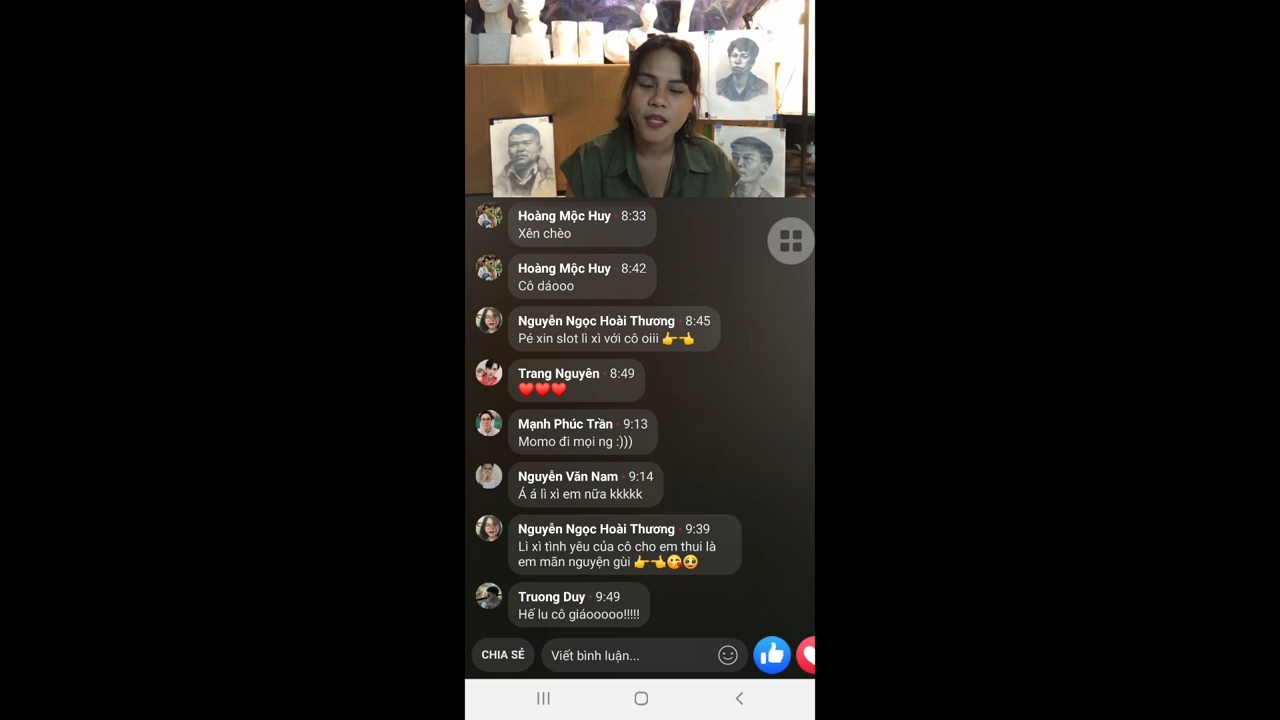 Hoàng Mộc Huy · 8:33
Xên chèo
Hoàng Mộc Huy · 8:42
Cô dáooo
Nguyễn Ngọc Hoài Thương · 8:45
Pé xin slot lì xì với cô oiii 👉👈
Trang Nguyên · 8:49
❤️❤️❤️
Mạnh Phúc Trần · 9:13
Momo đi mọi ng :)))
Nguyễn Văn Nam · 9:14
Á á lì xì em nữa kkkkk
Nguyễn Ngọc Hoài Thương · 9:39
Lì xì tình yêu của cô cho em thui là
em mãn nguyện gùi 👉👈😘🥺
Truong Duy · 9:49
Hế lu cô giáooooo!!!!!
CHIA SẺ
Viết bình luận...